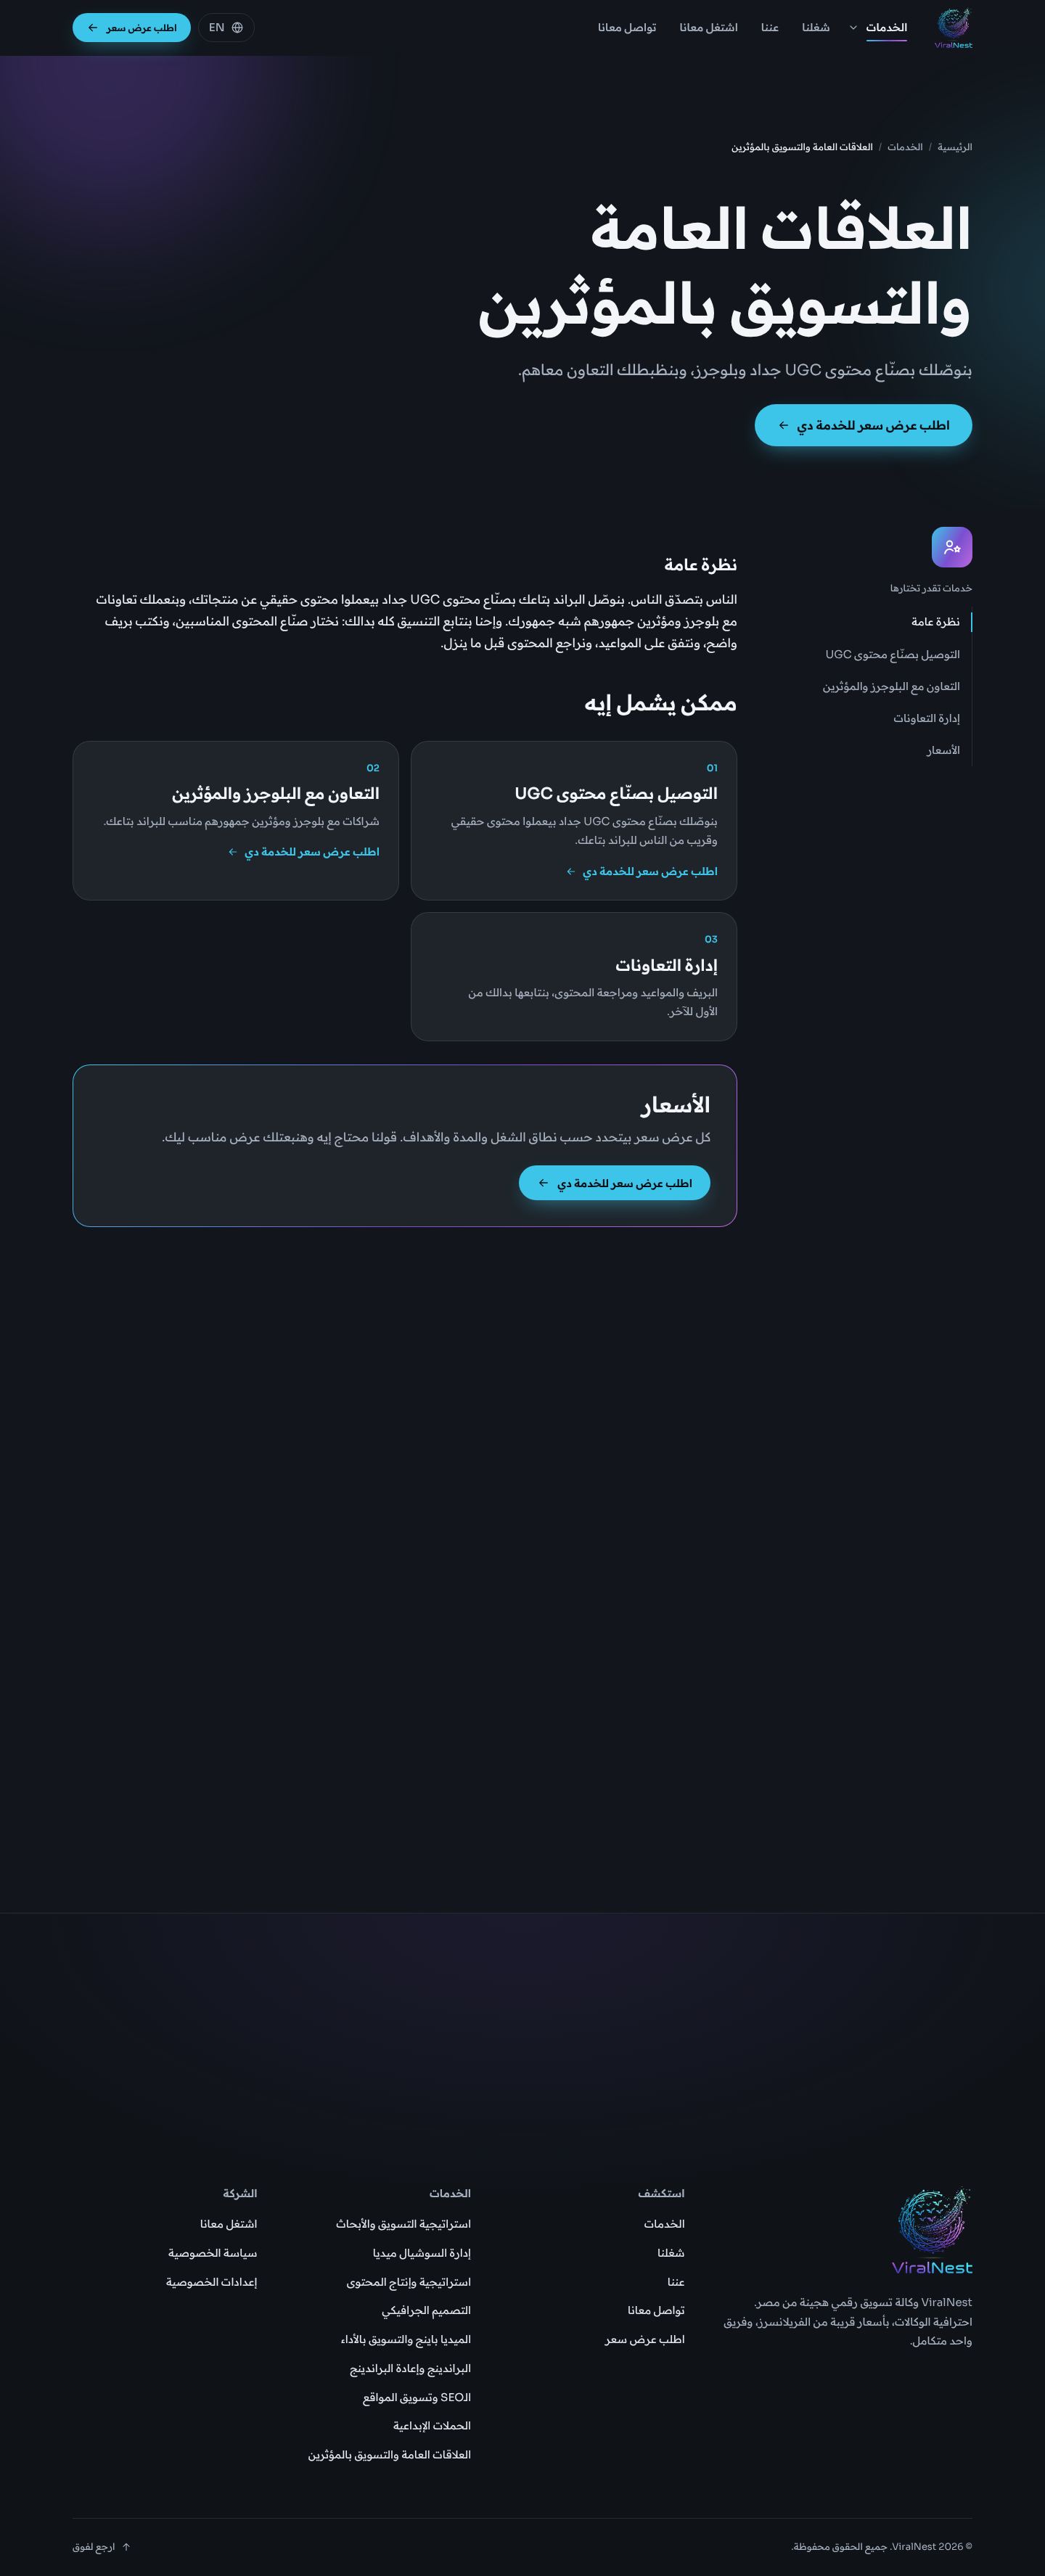 ViralNest
الخدمات
شغلنا
عننا
اشتغل معانا
تواصل معانا
EN
اطلب عرض سعر
الرئيسية / الخدمات / العلاقات العامة والتسويق بالمؤثرين
العلاقات العامة
والتسويق بالمؤثرين
بنوصّلك بصنّاع محتوى UGC جداد وبلوجرز، وبنظبطلك التعاون معاهم.
اطلب عرض سعر للخدمة دي
خدمات تقدر تختارها
نظرة عامة
التوصيل بصنّاع محتوى UGC
التعاون مع البلوجرز والمؤثرين
إدارة التعاونات
الأسعار
نظرة عامة
الناس بتصدّق الناس. بنوصّل البراند بتاعك بصنّاع محتوى UGC جداد بيعملوا محتوى حقيقي عن منتجاتك، وبنعملك تعاونات
مع بلوجرز ومؤثرين جمهورهم شبه جمهورك. وإحنا بنتابع التنسيق كله بدالك: نختار صنّاع المحتوى المناسبين، ونكتب بريف
واضح، ونتفق على المواعيد، ونراجع المحتوى قبل ما ينزل.
ممكن يشمل إيه
01
التوصيل بصنّاع محتوى UGC
بنوصّلك بصنّاع محتوى UGC جداد بيعملوا محتوى حقيقي
وقريب من الناس للبراند بتاعك.
اطلب عرض سعر للخدمة دي
02
التعاون مع البلوجرز والمؤثرين
شراكات مع بلوجرز ومؤثرين جمهورهم مناسب للبراند بتاعك.
اطلب عرض سعر للخدمة دي
03
إدارة التعاونات
البريف والمواعيد ومراجعة المحتوى، بنتابعها بدالك من
الأول للآخر.
الأسعار
كل عرض سعر بيتحدد حسب نطاق الشغل والمدة والأهداف. قولنا محتاج إيه وهنبعتلك عرض مناسب ليك.
اطلب عرض سعر للخدمة دي
ViralNest
ViralNest وكالة تسويق رقمي هجينة من مصر.
احترافية الوكالات، بأسعار قريبة من الفريلانسرز، وفريق
واحد متكامل.
استكشف
الخدمات
شغلنا
عننا
تواصل معانا
اطلب عرض سعر
الخدمات
استراتيجية التسويق والأبحاث
إدارة السوشيال ميديا
استراتيجية وإنتاج المحتوى
التصميم الجرافيكي
الميديا باينج والتسويق بالأداء
البراندينج وإعادة البراندينج
الـSEO وتسويق المواقع
الحملات الإبداعية
العلاقات العامة والتسويق بالمؤثرين
الشركة
اشتغل معانا
سياسة الخصوصية
إعدادات الخصوصية
© 2026 ViralNest. جميع الحقوق محفوظة.
ارجع لفوق